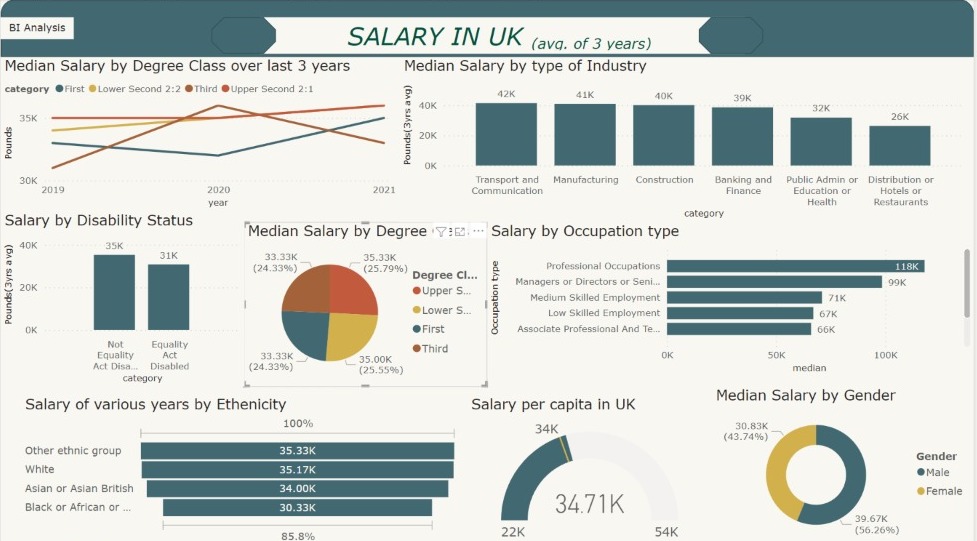 BI Analysis
SALARY IN UK (avg. of 3 years)
Median Salary by Degree Class over last 3 years
category First Lower Second 2:2 Third Upper Second 2:1
Pounds
35K
30K
2019 2020 2021
year
Median Salary by type of Industry
Pounds(3yrs avg)
40K
20K
0K
42K 41K 40K 39K 32K 26K
Transport and Manufacturing Construction Banking and Public Admin or Distribution or
Communication Finance Education or Hotels or
Health Restaurants
category
Salary by Disability Status
Pounds(3yrs avg)
40K
20K
0K
35K 31K
Not Equality
Equality Act
Act Disa... Disabled
category
Median Salary by Degree
33.33K 35.33K
(24.33%) (25.79%)
33.33K 35.00K
(24.33%) (25.55%)
Degree Cl...
Upper S...
Lower S...
First
Third
Salary by Occupation type
Occupation type
Professional Occupations 118K
Managers or Directors or Seni... 99K
Medium Skilled Employment 71K
Low Skilled Employment 67K
Associate Professional And Te... 66K
0K 50K 100K
median
Salary of various years by Ethenicity
100%
Other ethnic group 35.33K
White 35.17K
Asian or Asian British 34.00K
Black or African or ... 30.33K
85.8%
Salary per capita in UK
34K
34.71K
22K 54K
Median Salary by Gender
30.83K
(43.74%)
39.67K
(56.26%)
Gender
Male
Female